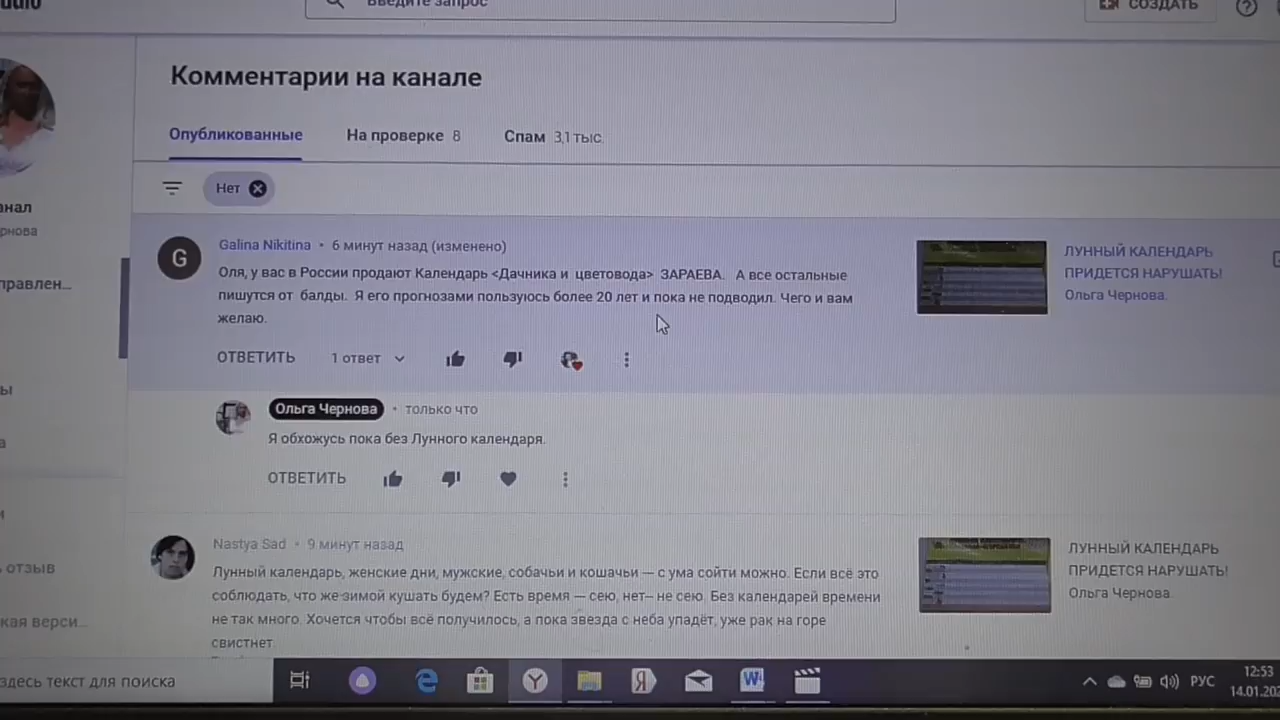 Введите запрос
СОЗДАТЬ
Комментарии на канале
Опубликованные
На проверке 8
Спам 3,1 тыс.
Нет
G
Galina Nikitina • 6 минут назад (изменено)
Оля, у вас в России продают Календарь <Дачника и цветовода> ЗАРАЕВА. А все остальные
пишутся от балды. Я его прогнозами пользуюсь более 20 лет и пока не подводил. Чего и вам
желаю.
ОТВЕТИТЬ
1 ответ
ЛУННЫЙ КАЛЕНДАРЬ
ПРИДЕТСЯ НАРУШАТЬ!
Ольга Чернова.
Ольга Чернова • только что
Я обхожусь пока без Лунного календаря.
ОТВЕТИТЬ
Nastya Sad • 9 минут назад
Лунный календарь, женские дни, мужские, собачьи и кошачьи — с ума сойти можно. Если всё это
соблюдать, что же зимой кушать будем? Есть время — сею, нет– не сею. Без календарей времени
не так много. Хочется чтобы всё получилось, а пока звезда с неба упадёт, уже рак на горе
свистнет.
ЛУННЫЙ КАЛЕНДАРЬ
ПРИДЕТСЯ НАРУШАТЬ!
Ольга Чернова.
отзыв
здесь текст для поиска
РУС
12:53